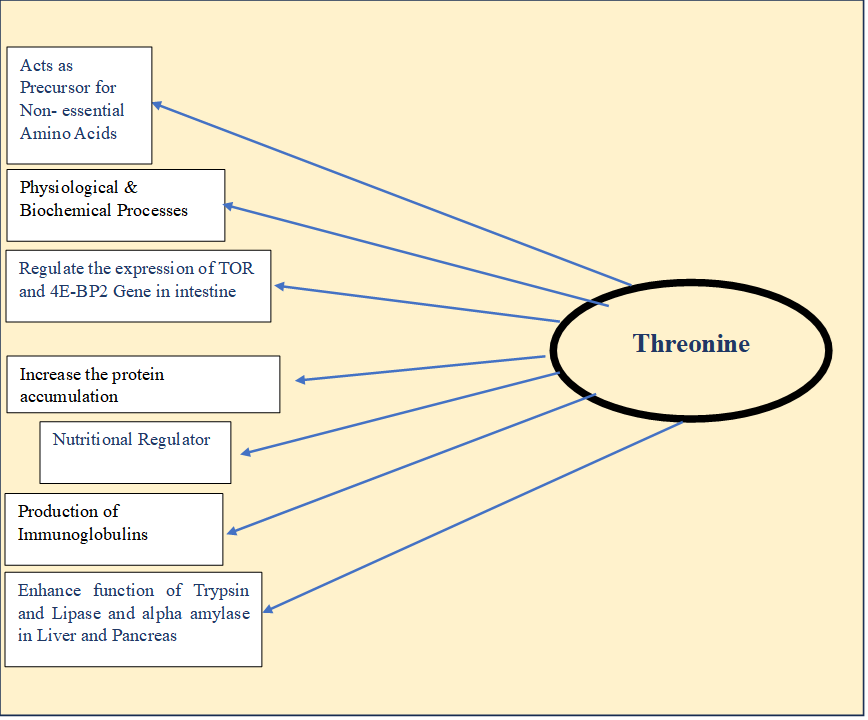 Acts as
Precursor for
Non- essential
Amino Acids
Physiological &
Biochemical Processes
Regulate the expression of TOR
and 4E-BP2 Gene in intestine
Threonine
Increase the protein
accumulation
Nutritional Regulator
Production of
Immunoglobulins
Enhance function of Trypsin
and Lipase and alpha amylase
in Liver and Pancreas